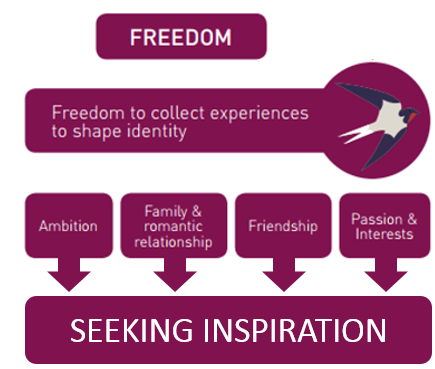 FREEDOM
Freedom to collect experiences
to shape identity
Ambition
Family &
romantic
relationship
Friendship
Passion &
Interests
SEEKING INSPIRATION